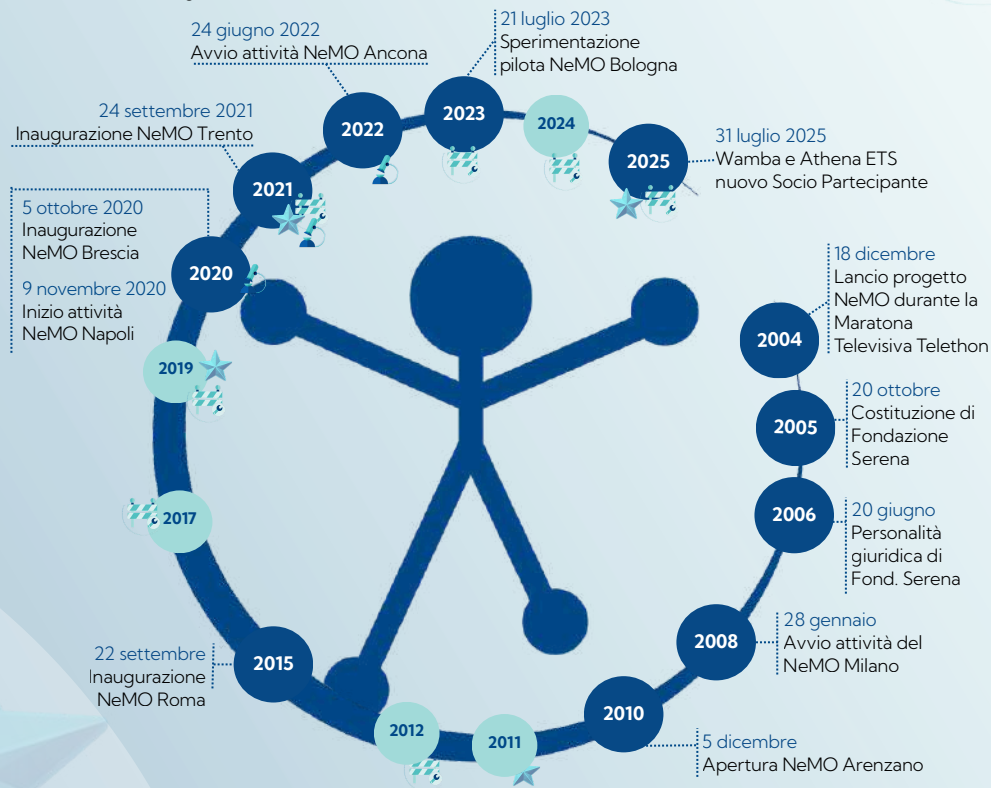 18 dicembre
Lancio progetto
NeMO durante la
Maratona
Televisiva Telethon
2004
20 ottobre
Costituzione di
Fondazione
Serena
2005
20 giugno
Personalità
giuridica di
Fond. Serena
2006
28 gennaio
Avvio attività del
NeMO Milano
2008
5 dicembre
Apertura NeMO Arenzano
2010
2011
2012
22 settembre
Inaugurazione
NeMO Roma
2015
2017
2019
5 ottobre 2020
Inaugurazione
NeMO Brescia
9 novembre 2020
Inizio attività
NeMO Napoli
2020
24 settembre 2021
Inaugurazione NeMO Trento
2021
24 giugno 2022
Avvio attività NeMO Ancona
2022
21 luglio 2023
Sperimentazione
pilota NeMO Bologna
2023
2024
31 luglio 2025
Wamba e Athena ETS
nuovo Socio Partecipante
2025